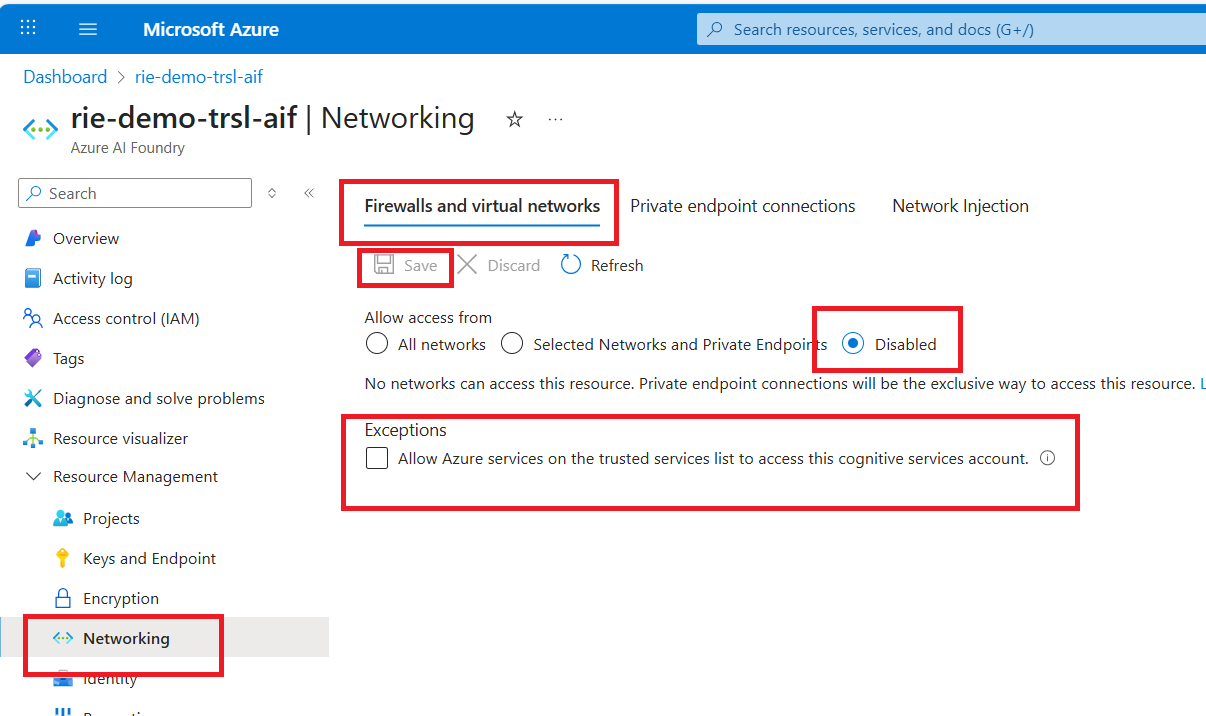 Microsoft Azure
Search resources, services, and docs (G+/)
Dashboard > rie-demo-trsl-aif
rie-demo-trsl-aif | Networking
Azure AI Foundry
Search
Overview
Activity log
Access control (IAM)
Tags
Diagnose and solve problems
Resource visualizer
Resource Management
Projects
Keys and Endpoint
Encryption
Networking
Identity
Firewalls and virtual networks
Private endpoint connections
Network Injection
Save
Discard
Refresh
Allow access from
All networks
Selected Networks and Private Endpoints
Disabled
No networks can access this resource. Private endpoint connections will be the exclusive way to access this resource.
Exceptions
Allow Azure services on the trusted services list to access this cognitive services account.